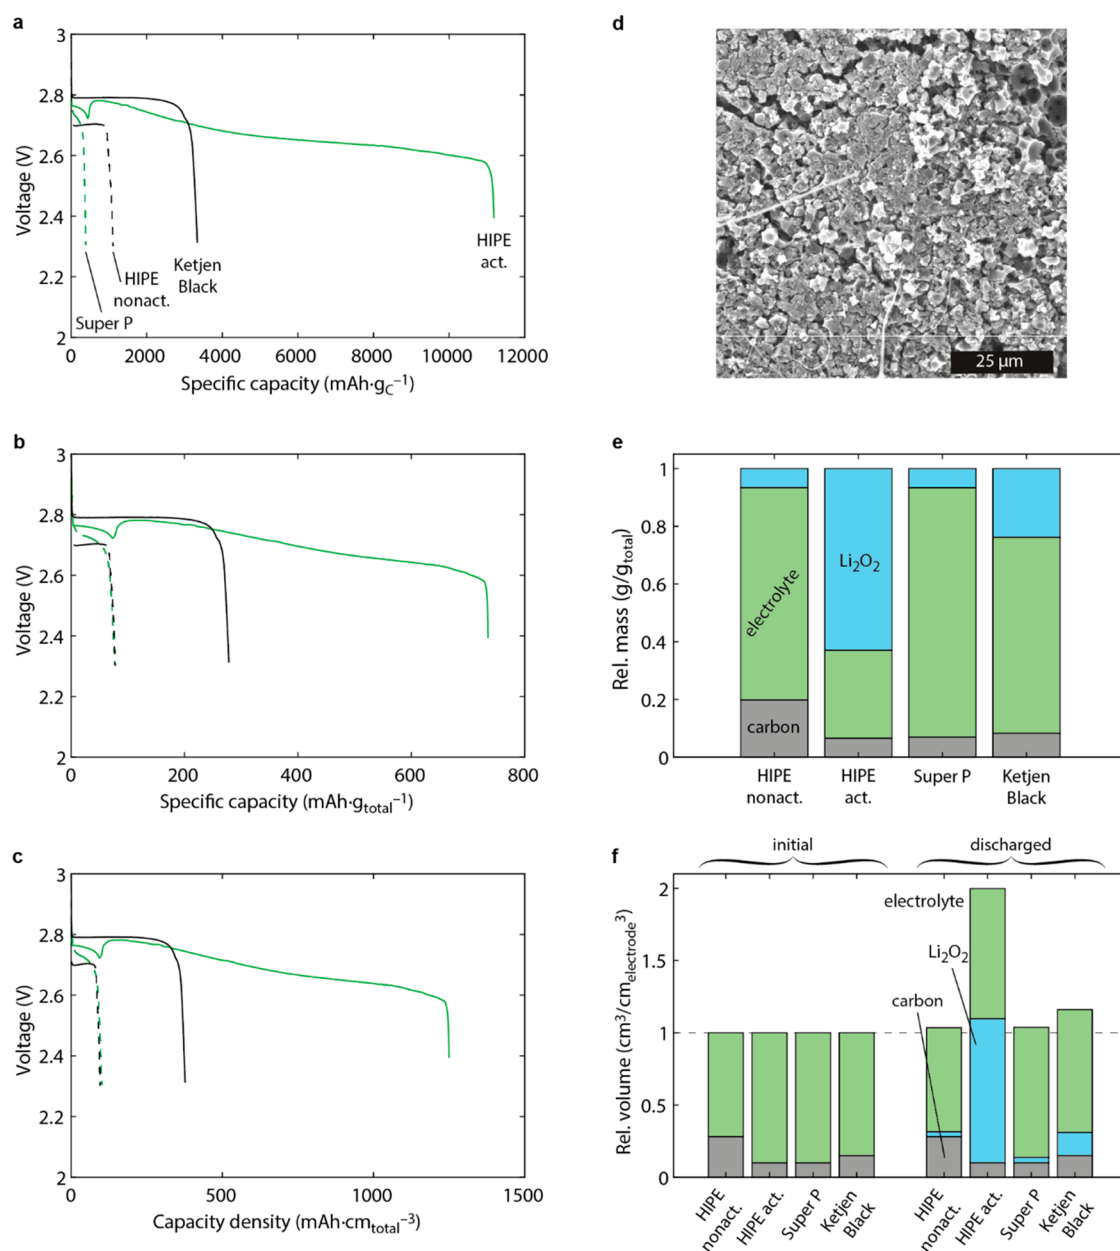 a
3
2.8
2.6
2.4
2.2
2
Voltage (V)
HIPE
act.
Ketjen
Black
HIPE
nonact.
Super P
0
2000
4000
6000
8000
10000
12000
Specific capacity (mAh·gC−1)
b
3
2.8
2.6
2.4
2.2
2
Voltage (V)
0
200
400
600
800
Specific capacity (mAh·gtotal−1)
c
3
2.8
2.6
2.4
2.2
2
Voltage (V)
0
500
1000
1500
Capacity density (mAh·cmtotal−3)
d
25 μm
e
1
0.8
0.6
0.4
0.2
0
Rel. mass (g/gtotal)
Li2O2
electrolyte
carbon
HIPE
nonact.
HIPE
act.
Super P
Ketjen
Black
f
initial
discharged
2
1.5
1
0.5
0
Rel. volume (cm3/cmelectrode3)
electrolyte
Li2O2
carbon
HIPE
nonact.
HIPE act.
Super P
Ketjen
Black
HIPE
nonact.
HIPE act.
Super P
Ketjen
Black